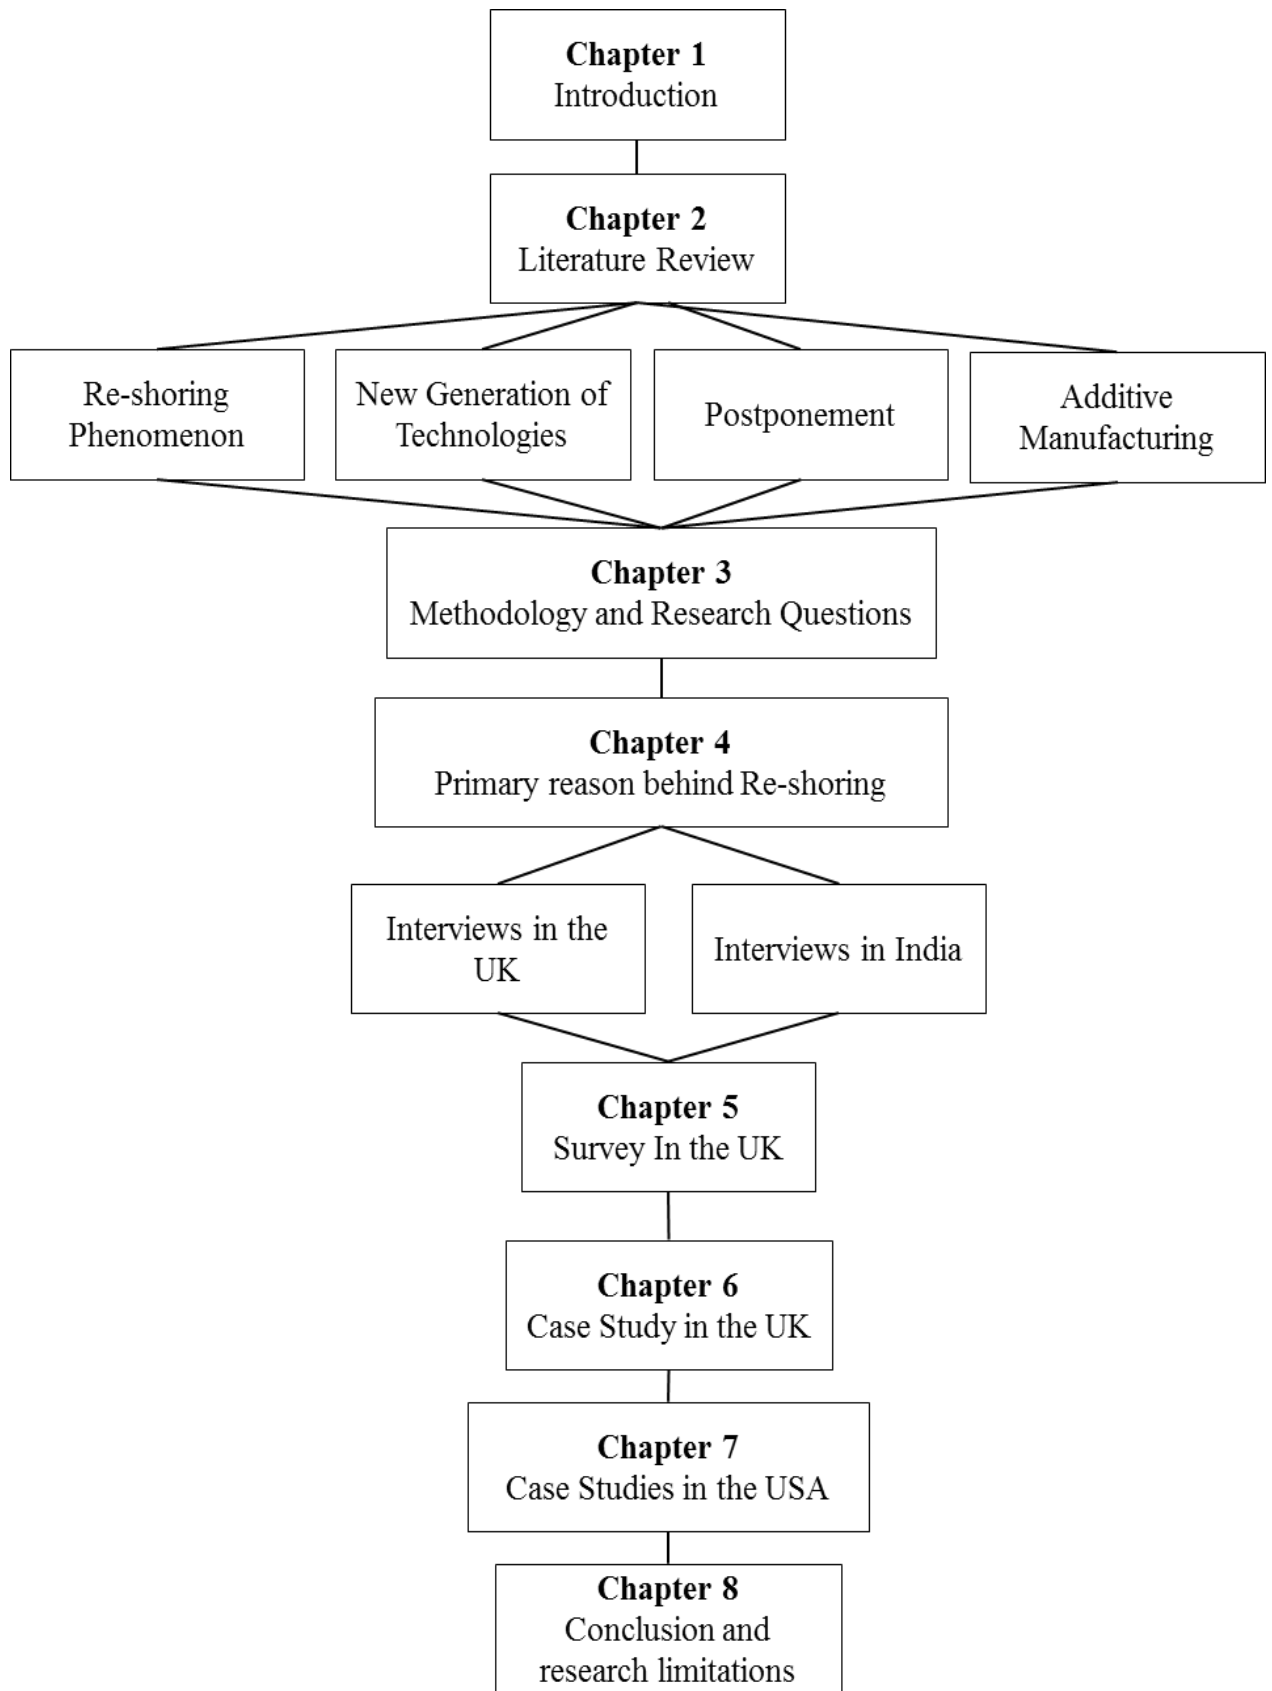 Chapter 1
Introduction
Chapter 2
Literature Review
Re-shoring
Phenomenon
New Generation of
Technologies
Postponement
Additive
Manufacturing
Chapter 3
Methodology and Research Questions
Chapter 4
Primary reason behind Re-shoring
Interviews in the
UK
Interviews in India
Chapter 5
Survey In the UK
Chapter 6
Case Study in the UK
Chapter 7
Case Studies in the USA
Chapter 8
Conclusion and
research limitations